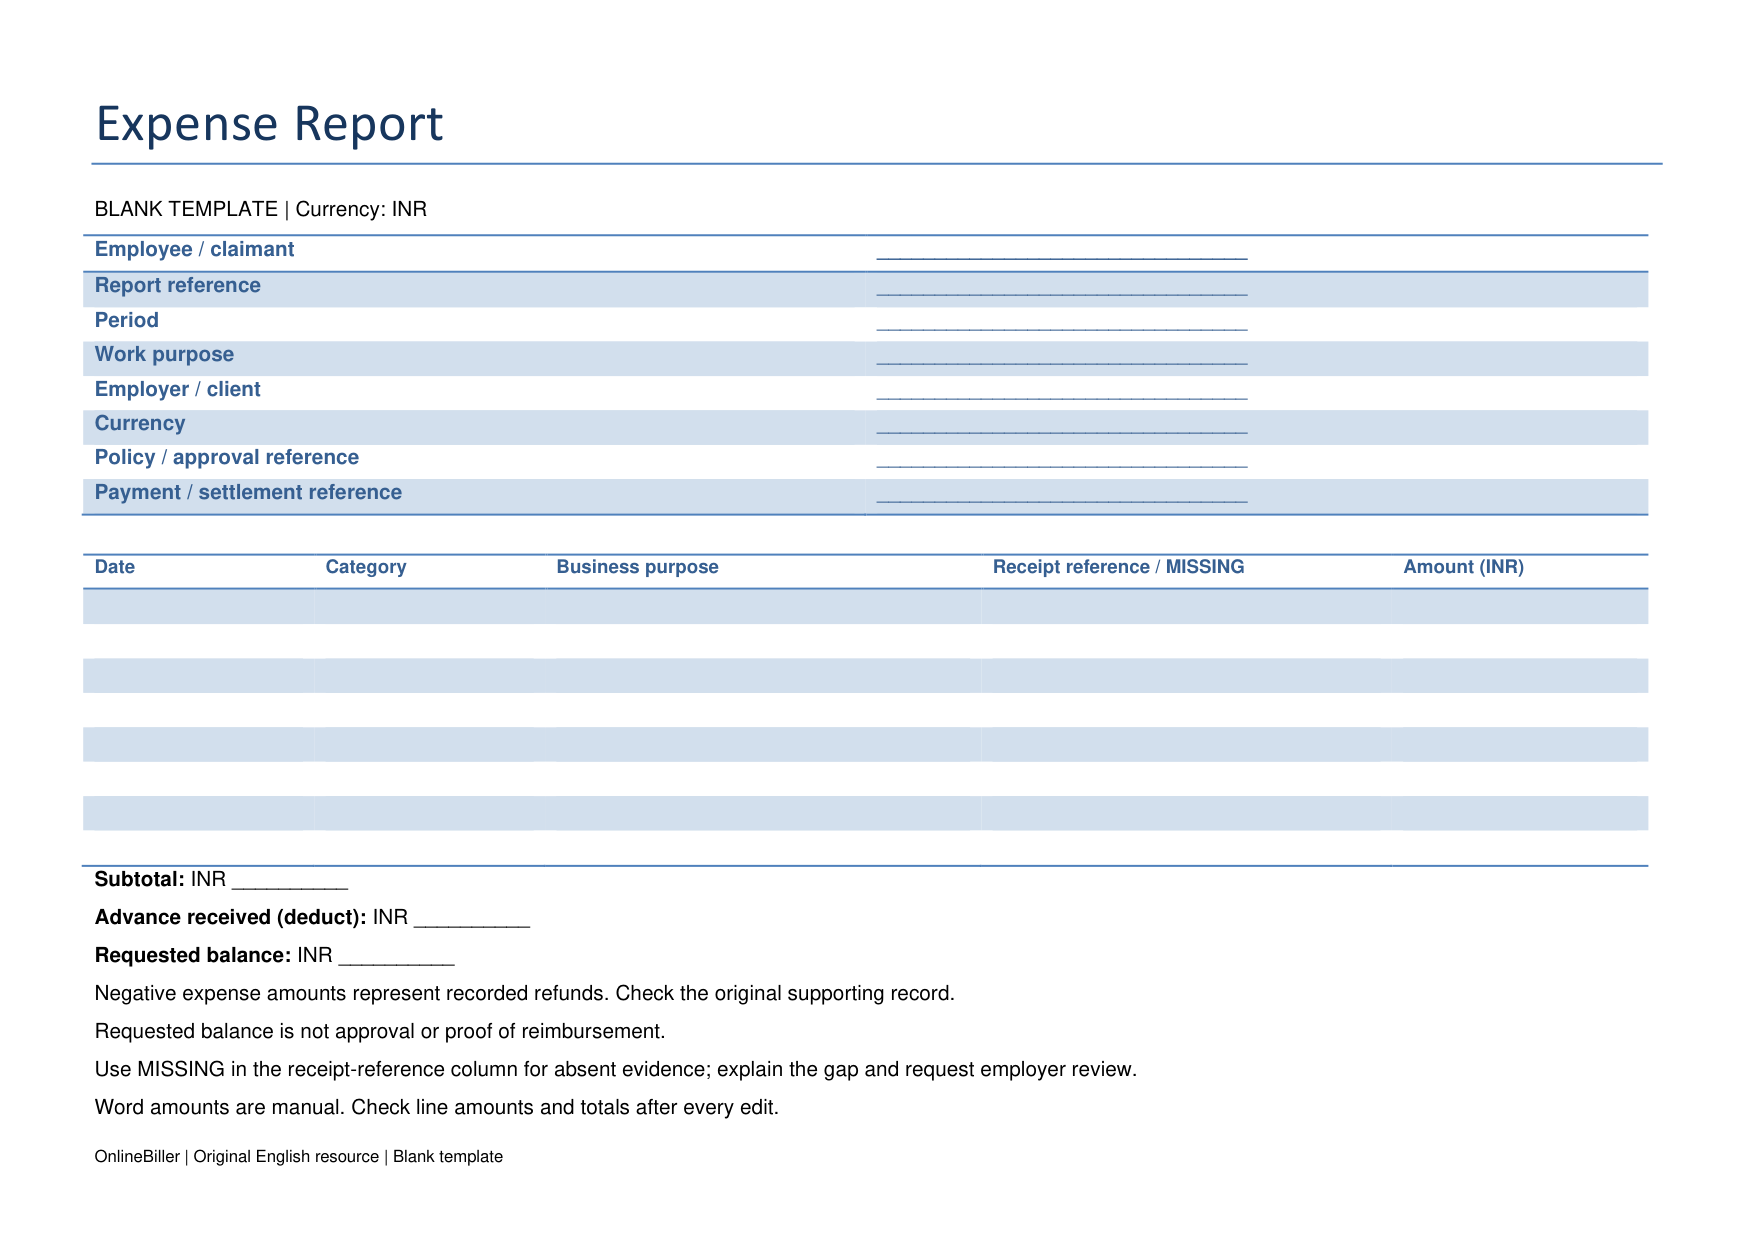 Expense Report
BLANK TEMPLATE | Currency: INR
Employee / claimant ________________________________
Report reference ________________________________
Period ________________________________
Work purpose ________________________________
Employer / client ________________________________
Currency ________________________________
Policy / approval reference ________________________________
Payment / settlement reference ________________________________
Date Category Business purpose Receipt reference / MISSING Amount (INR)
Subtotal: INR __________
Advance received (deduct): INR __________
Requested balance: INR __________
Negative expense amounts represent recorded refunds. Check the original supporting record.
Requested balance is not approval or proof of reimbursement.
Use MISSING in the receipt-reference column for absent evidence; explain the gap and request employer review.
Word amounts are manual. Check line amounts and totals after every edit.
OnlineBiller | Original English resource | Blank template